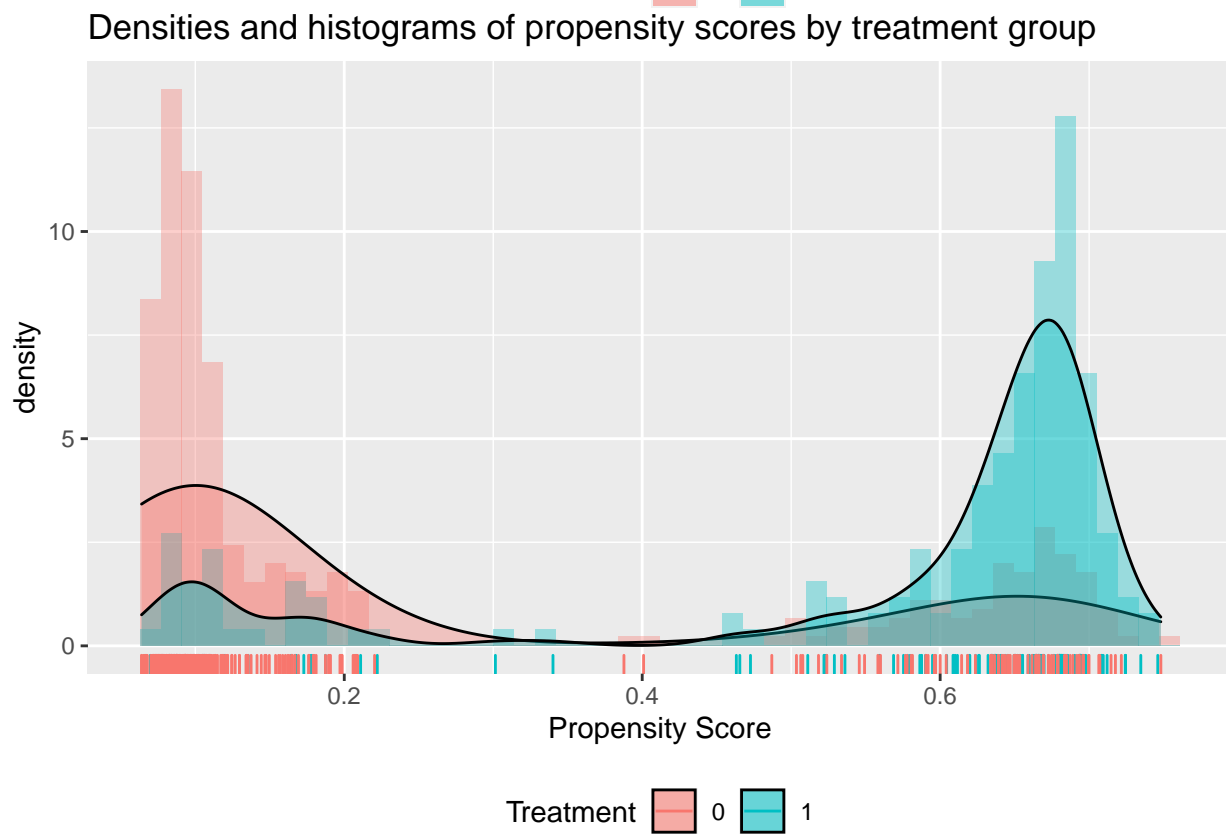 Densities and histograms of propensity scores by treatment group
10
5
0
density
0.2 0.4 0.6
Propensity Score
Treatment 0 1